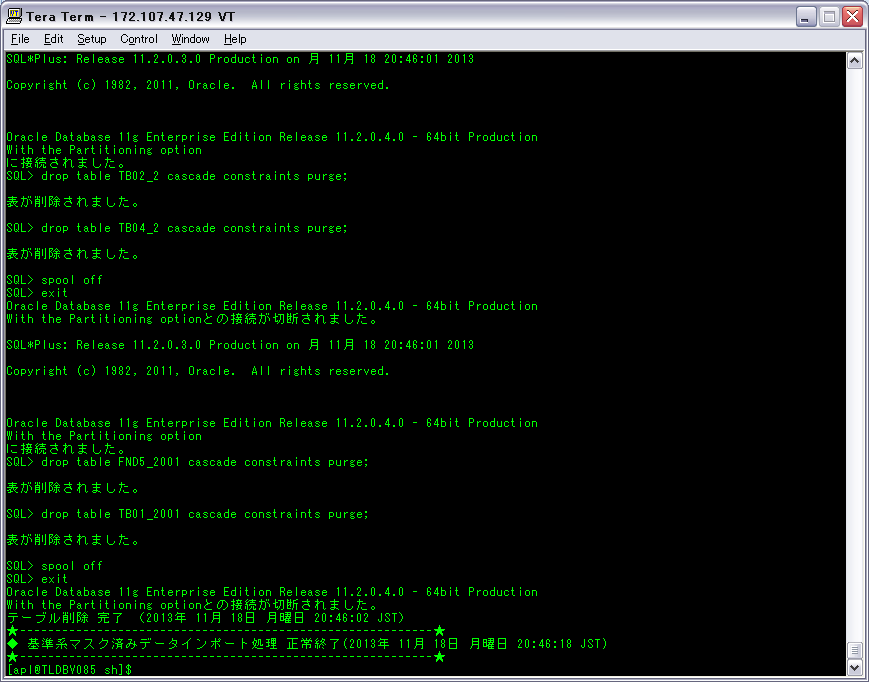 Tera Term - 172.107.47.129 VT
File Edit Setup Control Window Help
SQL*Plus: Release 11.2.0.3.0 Production on 月 11月 18 20:46:01 2013
Copyright (c) 1982, 2011, Oracle.  All rights reserved.
Oracle Database 11g Enterprise Edition Release 11.2.0.4.0 - 64bit Production
With the Partitioning option
に接続されました。
SQL> drop table TB02_2 cascade constraints purge;
表が削除されました。
SQL> drop table TB04_2 cascade constraints purge;
表が削除されました。
SQL> spool off
SQL> exit
Oracle Database 11g Enterprise Edition Release 11.2.0.4.0 - 64bit Production
With the Partitioning optionとの接続が切断されました。
SQL*Plus: Release 11.2.0.3.0 Production on 月 11月 18 20:46:01 2013
Copyright (c) 1982, 2011, Oracle.  All rights reserved.
Oracle Database 11g Enterprise Edition Release 11.2.0.4.0 - 64bit Production
With the Partitioning option
に接続されました。
SQL> drop table FND5_2001 cascade constraints purge;
表が削除されました。
SQL> drop table TB01_2001 cascade constraints purge;
表が削除されました。
SQL> spool off
SQL> exit
Oracle Database 11g Enterprise Edition Release 11.2.0.4.0 - 64bit Production
With the Partitioning optionとの接続が切断されました。
テーブル削除 完了 （2013年 11月 18日 月曜日 20:46:02 JST)
★-----------------------------------------------------------★
◆ 基準系マスク済みデータインポート処理 正常終了(2013年 11月 18日 月曜日 20:46:18 JST)
★-----------------------------------------------------------★
[apl@TLDBV085 sh]$